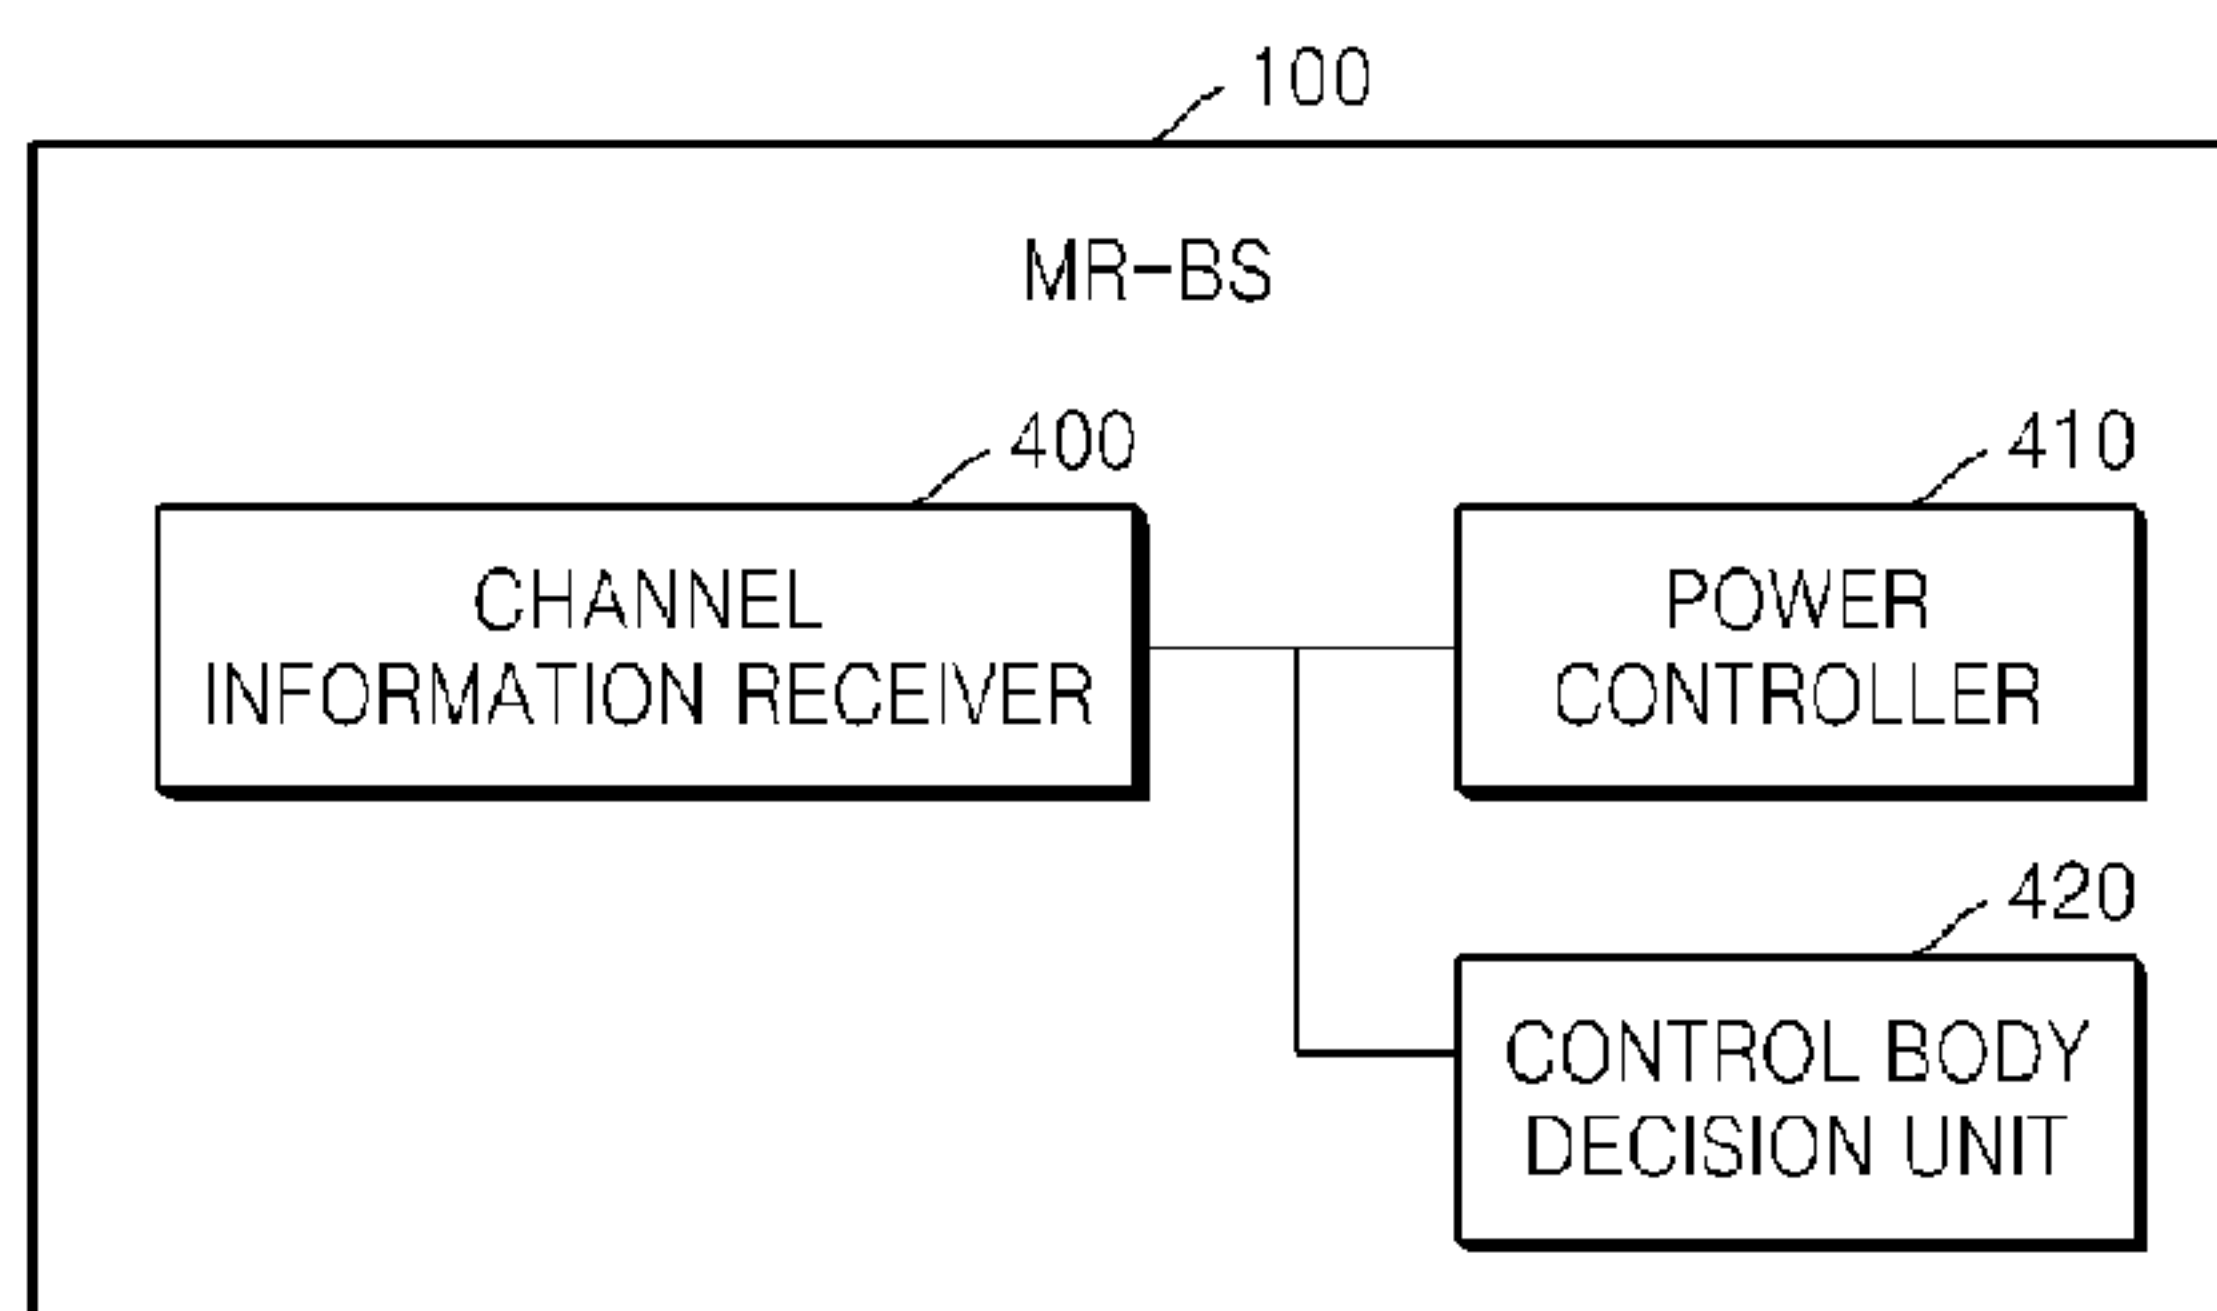 100
MR-BS
400
410
CHANNEL
INFORMATION RECEIVER
POWER
CONTROLLER
420
CONTROL BODY
DECISION UNIT